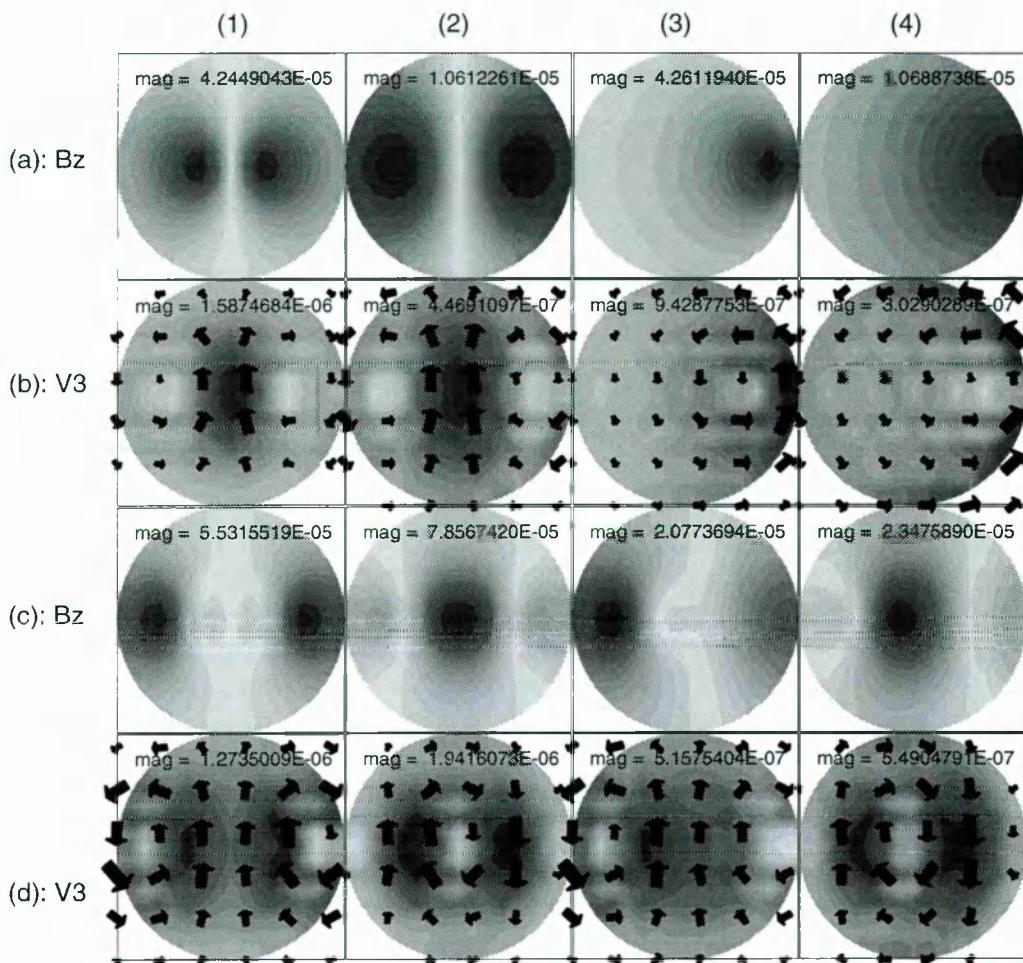 (1) (2) (3) (4)
(a): Bz
mag = 4.2449043E-05 mag = 1.0612261E-05 mag = 4.2611940E-05 mag = 1.0688738E-05
(b): V3
mag = 1.5874684E-06 mag = 4.4691097E-07 mag = 9.4287753E-07 mag = 3.0290289E-07
(c): Bz
mag = 5.5315519E-05 mag = 7.8567420E-05 mag = 2.0773694E-05 mag = 2.3475890E-05
(d): V3
mag = 1.2735009E-06 mag = 1.9416073E-06 mag = 5.1575404E-07 mag = 5.4904791E-07